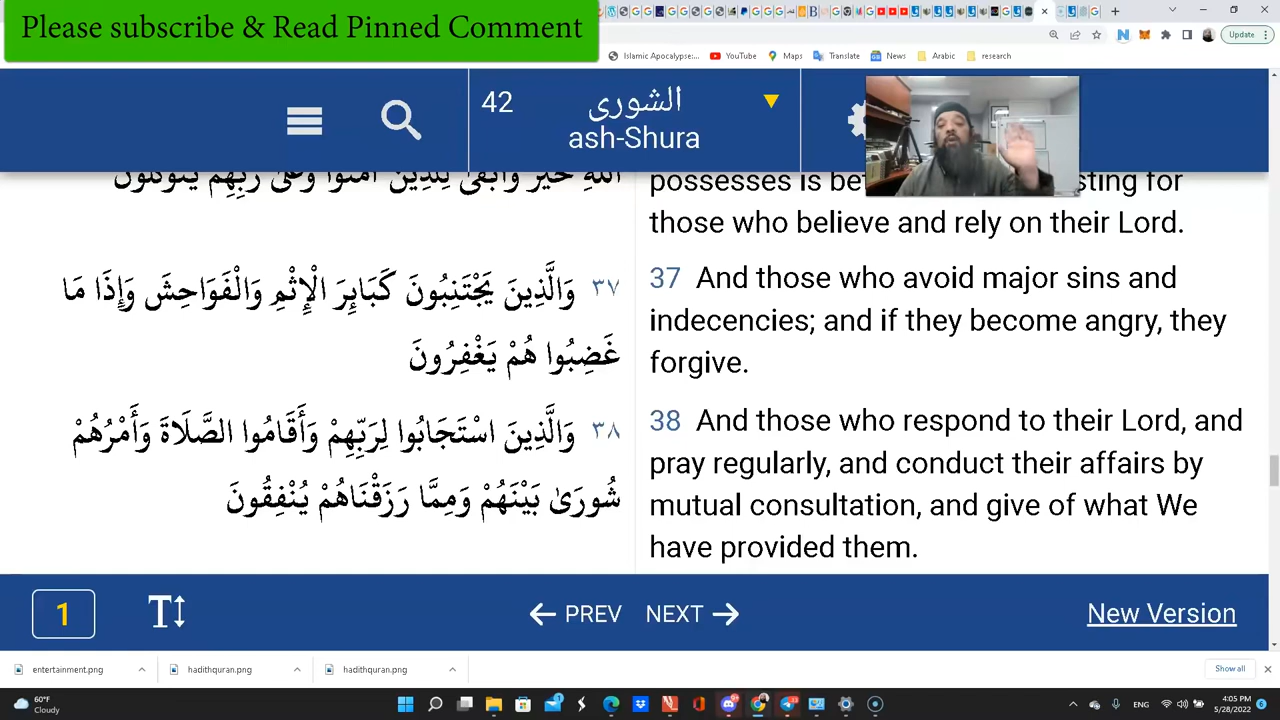 Please subscribe & Read Pinned Comment
Update
Islamic Apocalypse:...
YouTube
Maps
Translate
News
Arabic
research
42
الشورى
ash-Shura
اللَّهِ خَيْرٌ وَأَبْقَىٰ لِلَّذِينَ آمَنُوا وَعَلَىٰ رَبِّهِمْ يَتَوَكَّلُونَ
possesses is
sting for
those who believe and rely on their Lord.
٣٧ وَالَّذِينَ يَجْتَنِبُونَ كَبَائِرَ الْإِثْمِ وَالْفَوَاحِشَ وَإِذَا مَا
غَضِبُوا هُمْ يَغْفِرُونَ
37 And those who avoid major sins and
indecencies; and if they become angry, they
forgive.
٣٨ وَالَّذِينَ اسْتَجَابُوا لِرَبِّهِمْ وَأَقَامُوا الصَّلَاةَ وَأَمْرُهُمْ
شُورَىٰ بَيْنَهُمْ وَمِمَّا رَزَقْنَاهُمْ يُنْفِقُونَ
38 And those who respond to their Lord, and
pray regularly, and conduct their affairs by
mutual consultation, and give of what We
have provided them.
1
T
PREV NEXT
New Version
entertainment.png
hadithquran.png
hadithquran.png
Show all
60°F
Cloudy
ENG
4:05 PM
5/28/2022